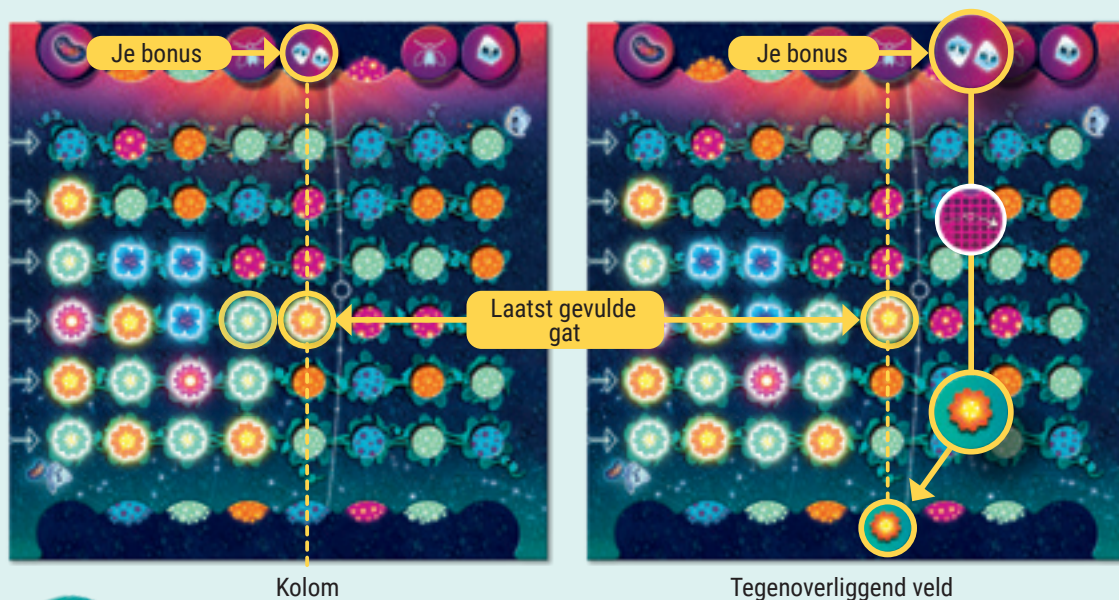 Je bonus
Je bonus
Laatst gevulde
gat
Kolom
Tegenoverliggend veld